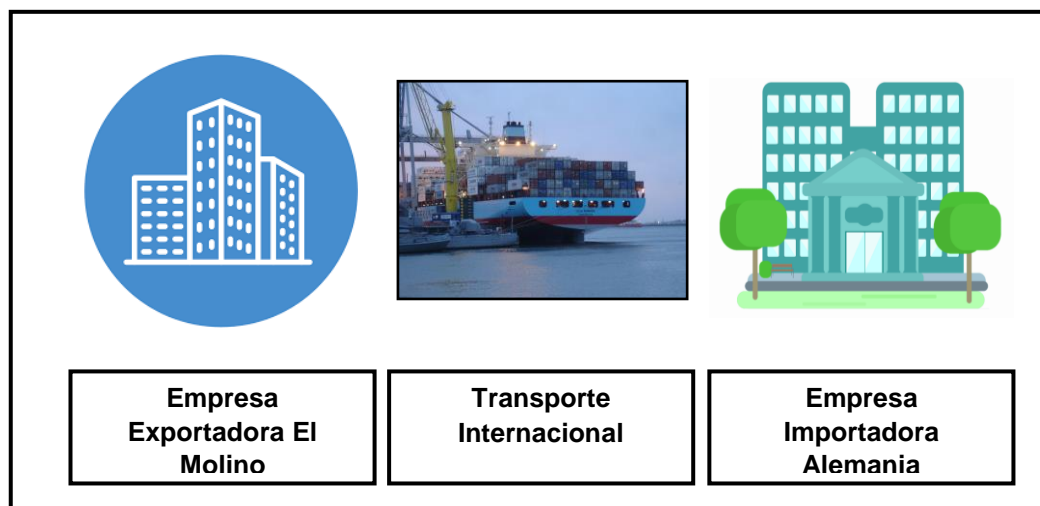 Empresa
Exportadora El
Molino
Transporte
Internacional
Empresa
Importadora
Alemania